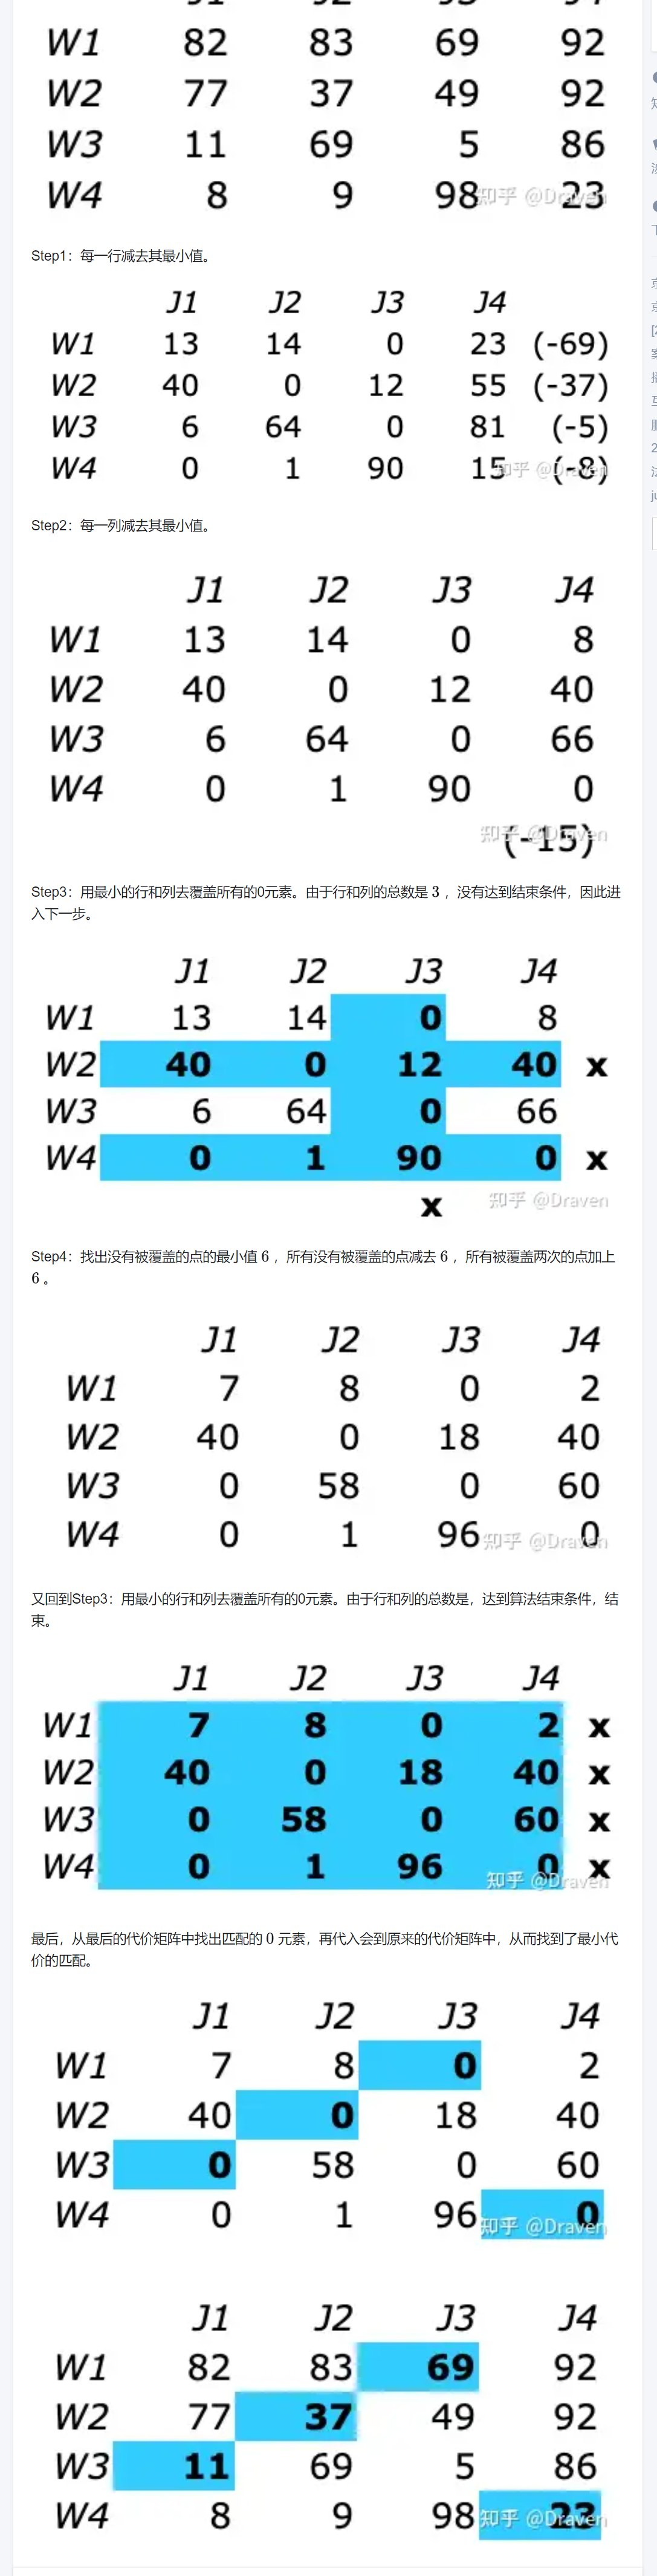 W1 82 83 69 92
W2 77 37 49 92
W3 11 69 5 86
W4 8 9 98 23
知乎 @Draven
Step1：每一行减去其最小值。
J1 J2 J3 J4
W1 13 14 0 23 (-69)
W2 40 0 12 55 (-37)
W3 6 64 0 81 (-5)
W4 0 1 90 15 (-8)
知乎 @Draven
Step2：每一列减去其最小值。
J1 J2 J3 J4
W1 13 14 0 8
W2 40 0 12 40
W3 6 64 0 66
W4 0 1 90 0
(-15)
知乎 @Draven
Step3：用最小的行和列去覆盖所有的0元素。由于行和列的总数是 3 ，没有达到结束条件，因此进
入下一步。
J1 J2 J3 J4
W1 13 14 0 8
W2 40 0 12 40 x
W3 6 64 0 66
W4 0 1 90 0 x
x
知乎 @Draven
Step4：找出没有被覆盖的点的最小值 6 ，所有没有被覆盖的点减去 6 ，所有被覆盖两次的点加上
6 。
J1 J2 J3 J4
W1 7 8 0 2
W2 40 0 18 40
W3 0 58 0 60
W4 0 1 96 0
知乎 @Draven
又回到Step3：用最小的行和列去覆盖所有的0元素。由于行和列的总数是，达到算法结束条件，结
束。
J1 J2 J3 J4
W1 7 8 0 2 x
W2 40 0 18 40 x
W3 0 58 0 60 x
W4 0 1 96 0 x
知乎 @Draven
最后，从最后的代价矩阵中找出匹配的 0 元素，再代入会到原来的代价矩阵中，从而找到了最小代
价的匹配。
J1 J2 J3 J4
W1 7 8 0 2
W2 40 0 18 40
W3 0 58 0 60
W4 0 1 96 0
知乎 @Draven
J1 J2 J3 J4
W1 82 83 69 92
W2 77 37 49 92
W3 11 69 5 86
W4 8 9 98 23
知乎 @Draven